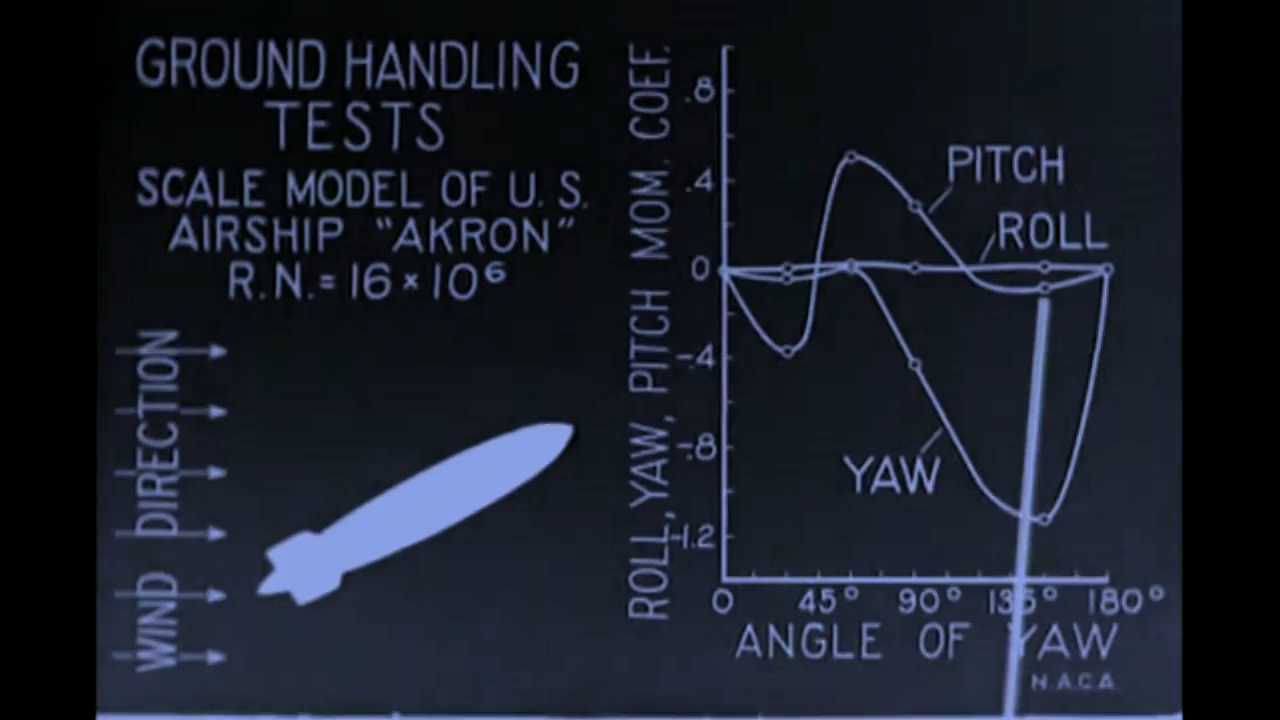 GROUND HANDLING
TESTS
SCALE MODEL OF U. S.
AIRSHIP "AKRON"
R.N. = 16 × 10⁶
WIND DIRECTION
ROLL, YAW, PITCH MOM. COEF.
.8
.4
0
-.4
-.8
-1.2
PITCH
ROLL
YAW
0 45° 90° 135° 180°
ANGLE OF YAW
N.A.C.A.